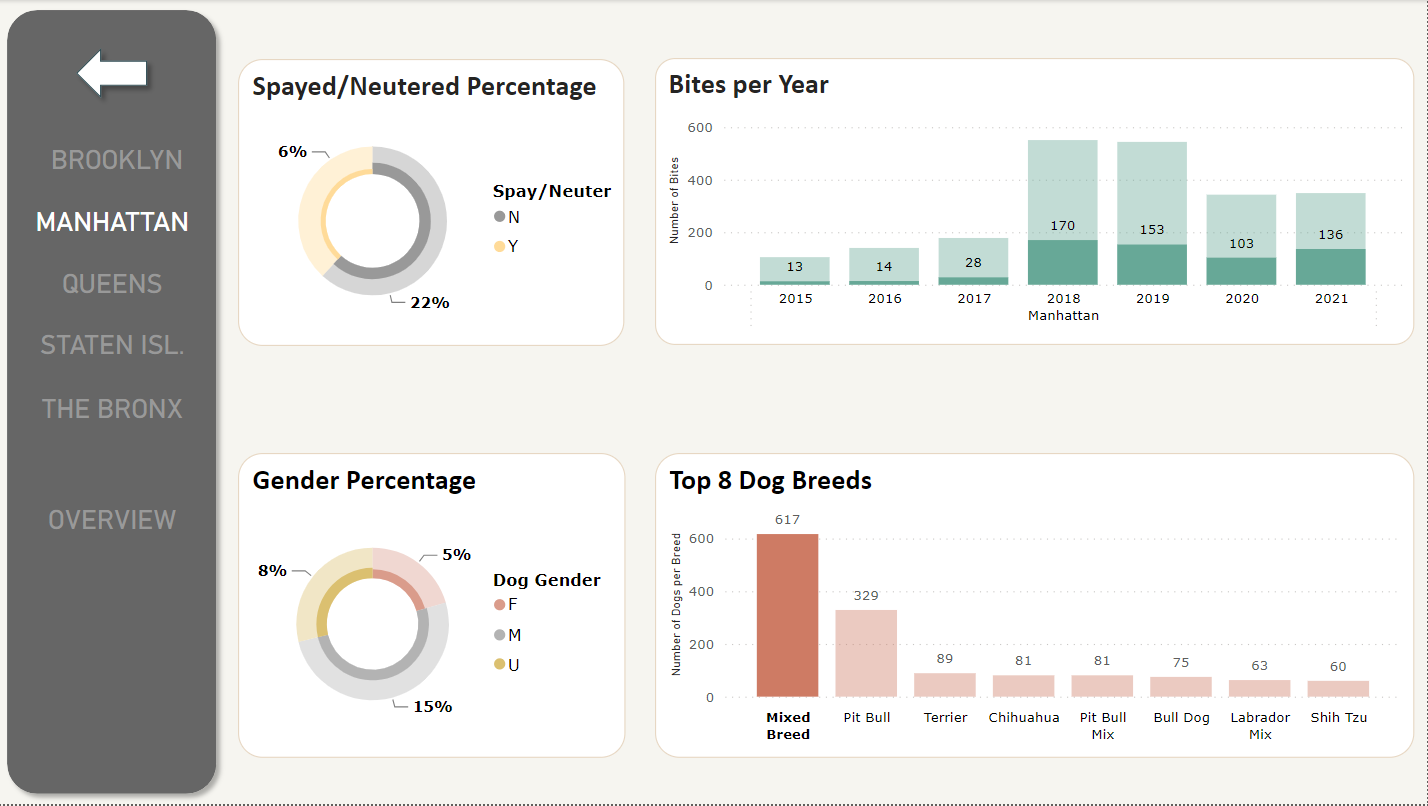 BROOKLYN
MANHATTAN
QUEENS
STATEN ISL.
THE BRONX
OVERVIEW
Spayed/Neutered Percentage
6%
22%
Spay/Neuter
N
Y
Bites per Year
Number of Bites
600
400
200
0
13
14
28
170
153
103
136
2015
2016
2017
2018
2019
2020
2021
Manhattan
Gender Percentage
5%
8%
15%
Dog Gender
F
M
U
Top 8 Dog Breeds
Number of Dogs per Breed
600
400
200
0
617
329
89
81
81
75
63
60
Mixed Breed
Pit Bull
Terrier
Chihuahua
Pit Bull Mix
Bull Dog
Labrador Mix
Shih Tzu